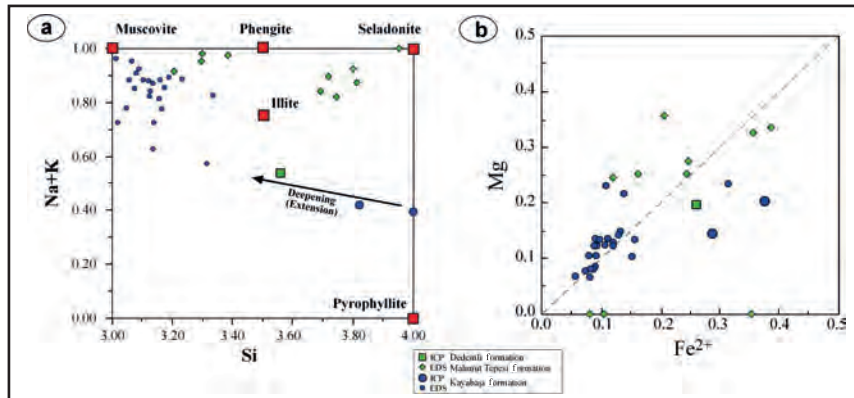 a
Muscovite Phengite Seladonite
1.00
0.80
0.60
0.40
0.20
0.00
Na+K
Illite
Deepening
(Extension)
Pyrophyllite
3.00 3.20 3.60 3.80 4.00
Si
b
0.5
0.4
0.3
0.2
0.1
0.0
Mg
0.0 0.1 0.2 0.3 0.4 0.5
Fe2+
ICP Dedemli formation
EDS Mahmut Tepesi formation
ICP Kayabaşı formation
EDS